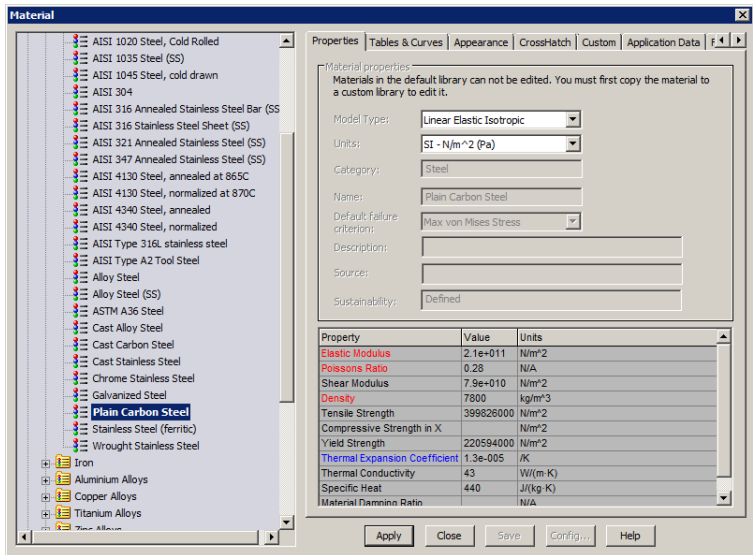 Material
AISI 1020 Steel, Cold Rolled
AISI 1035 Steel (SS)
AISI 1045 Steel, cold drawn
AISI 304
AISI 316 Annealed Stainless Steel Bar (SS
AISI 316 Stainless Steel Sheet (SS)
AISI 321 Annealed Stainless Steel (SS)
AISI 347 Annealed Stainless Steel (SS)
AISI 4130 Steel, annealed at 865C
AISI 4130 Steel, normalized at 870C
AISI 4340 Steel, annealed
AISI 4340 Steel, normalized
AISI Type 316L stainless steel
AISI Type A2 Tool Steel
Alloy Steel
Alloy Steel (SS)
ASTM A36 Steel
Cast Alloy Steel
Cast Carbon Steel
Cast Stainless Steel
Chrome Stainless Steel
Galvanized Steel
Plain Carbon Steel
Stainless Steel (ferritic)
Wrought Stainless Steel
Iron
Aluminium Alloys
Copper Alloys
Titanium Alloys
Zinc Alloys
Properties Tables & Curves Appearance CrossHatch Custom Application Data F
Material properties
Materials in the default library can not be edited. You must first copy the material to
a custom library to edit it.
Model Type: Linear Elastic Isotropic
Units: SI - N/m^2 (Pa)
Category: Steel
Name: Plain Carbon Steel
Default failure
criterion: Max von Mises Stress
Description:
Source:
Sustainability: Defined
Property Value Units
Elastic Modulus 2.1e+011 N/m^2
Poissons Ratio 0.28 N/A
Shear Modulus 7.9e+010 N/m^2
Density 7800 kg/m^3
Tensile Strength 399826000 N/m^2
Compressive Strength in X N/m^2
Yield Strength 220594000 N/m^2
Thermal Expansion Coefficient 1.3e-005 /K
Thermal Conductivity 43 W/(m·K)
Specific Heat 440 J/(kg·K)
Material Damping Ratio N/A
Apply Close Save Config... Help